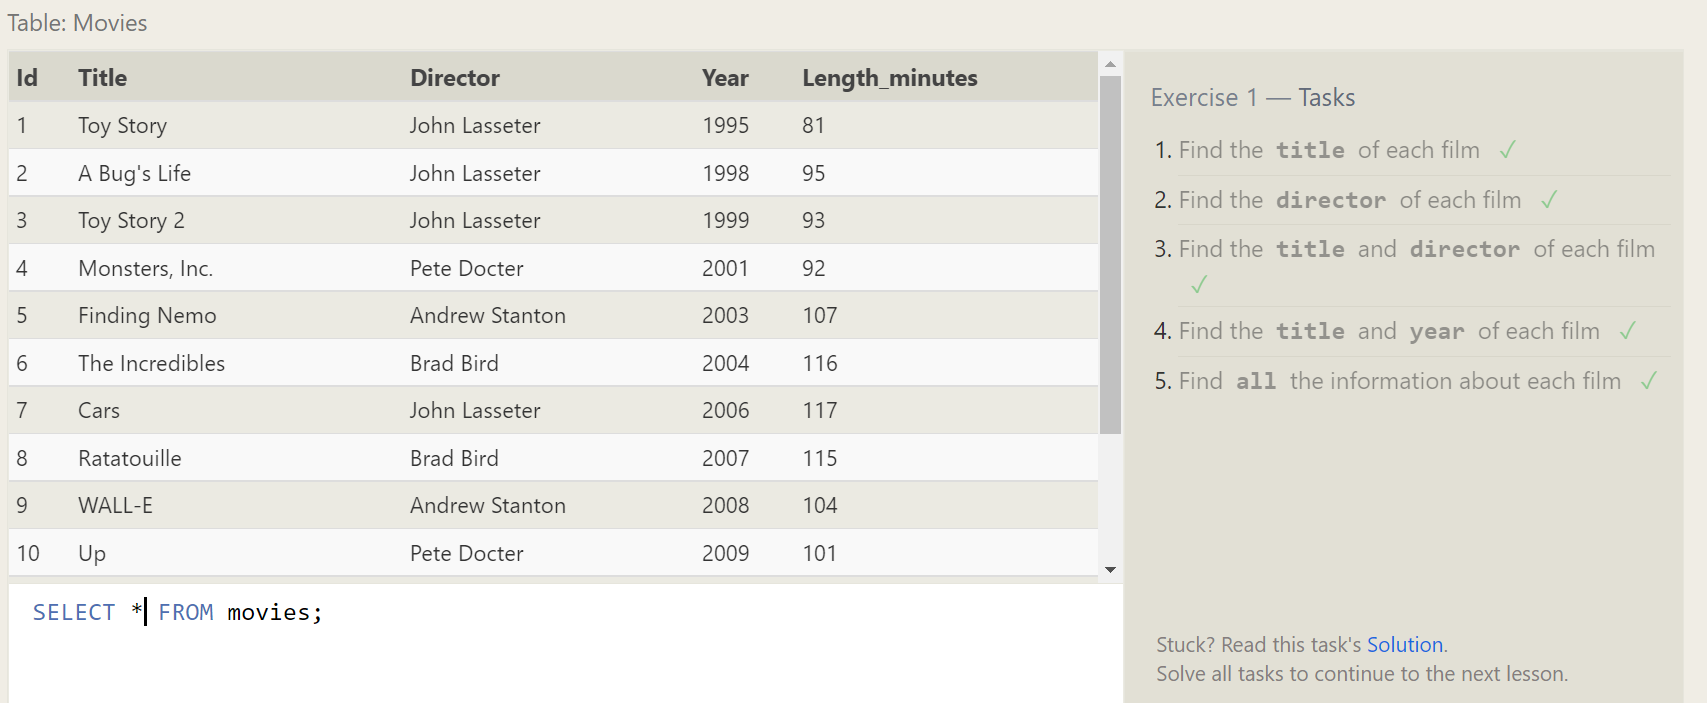 Table: Movies
Id Title Director Year Length_minutes
1 Toy Story John Lasseter 1995 81
2 A Bug's Life John Lasseter 1998 95
3 Toy Story 2 John Lasseter 1999 93
4 Monsters, Inc. Pete Docter 2001 92
5 Finding Nemo Andrew Stanton 2003 107
6 The Incredibles Brad Bird 2004 116
7 Cars John Lasseter 2006 117
8 Ratatouille Brad Bird 2007 115
9 WALL-E Andrew Stanton 2008 104
10 Up Pete Docter 2009 101
SELECT * FROM movies;
Exercise 1 — Tasks
1. Find the title of each film ✓
2. Find the director of each film ✓
3. Find the title and director of each film
✓
4. Find the title and year of each film ✓
5. Find all the information about each film ✓
Stuck? Read this task's Solution.
Solve all tasks to continue to the next lesson.